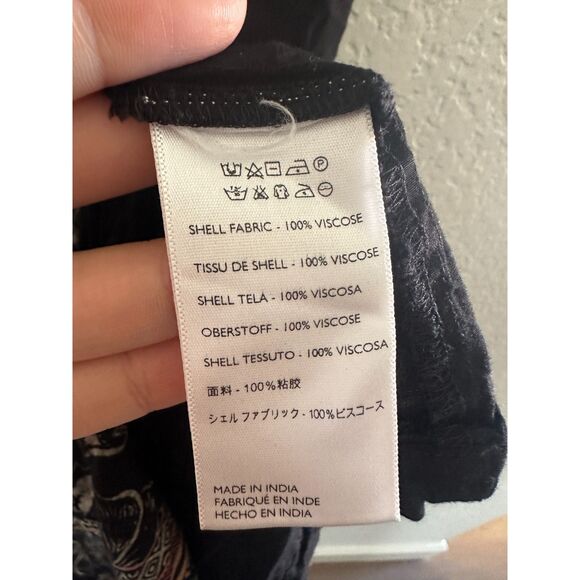 SHELL FABRIC - 100% VISCOSE
TISSU DE SHELL - 100% VISCOSE
SHELL TELA - 100% VISCOSA
OBERSTOFF - 100% VISCOSE
SHELL TESSUTO - 100% VISCOSA
面料 - 100%粘胶
シェル ファブリック - 100%ビスコース
MADE IN INDIA
FABRIQUÉ EN INDE
HECHO EN INDIA